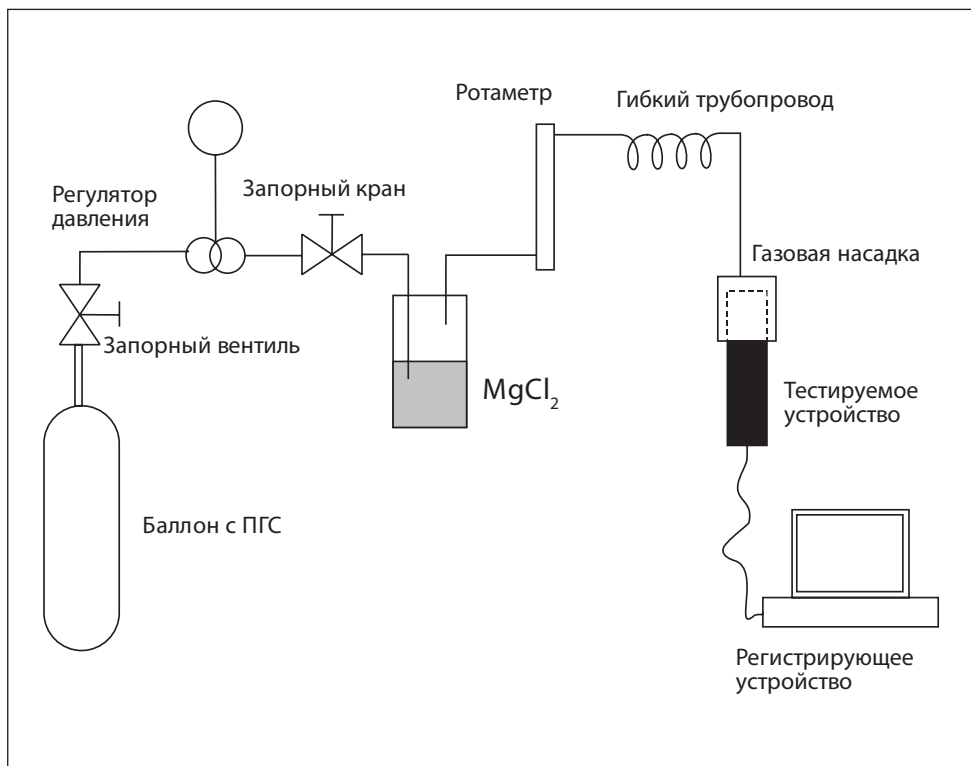 Ротаметр
Гибкий трубопровод
Запорный кран
Регулятор
давления
Газовая насадка
Запорный вентиль
MgCl₂
Тестируемое
устройство
Баллон с ПГС
Регистрирующее
устройство